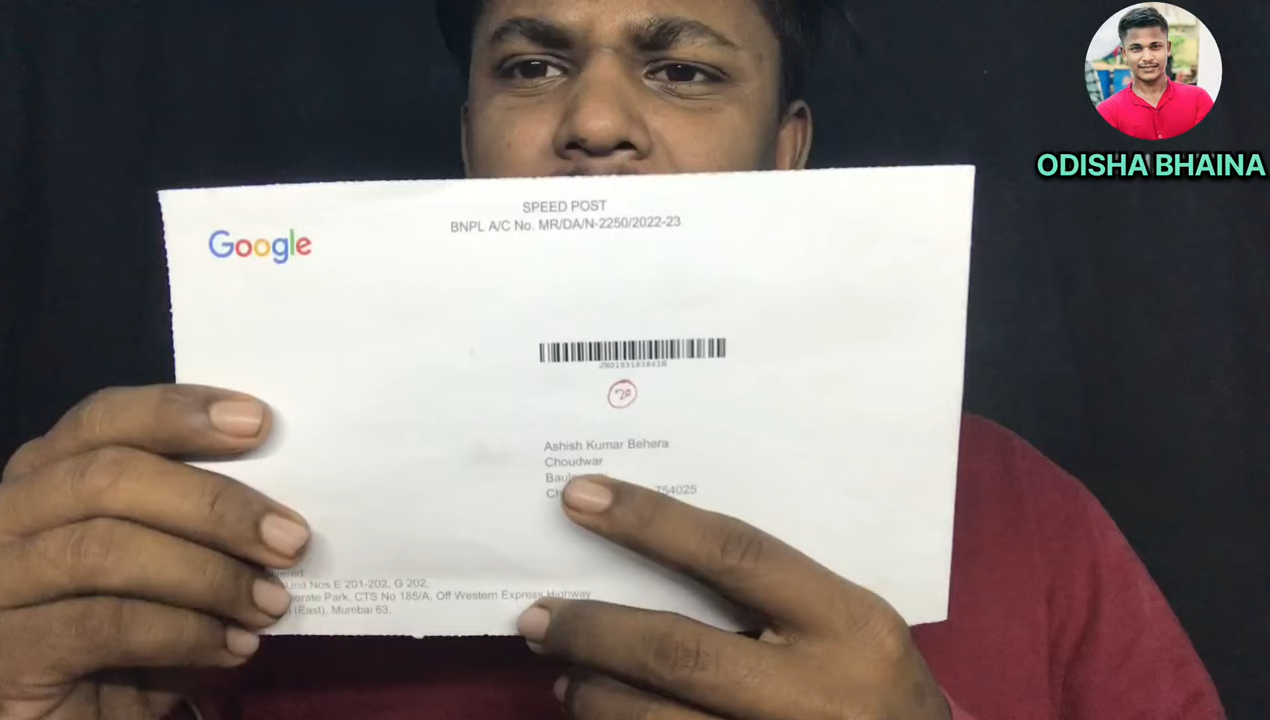 ODISHA BHAINA
SPEED POST
BNPL A/C No. MR/DA/N-2250/2022-23
Google
20
Ashish Kumar Behera
Choudwar
754025
Unit Nos E 201-202, G 202,
Park, CTS No 185/A, Off Western Express Highway
(East), Mumbai 63.